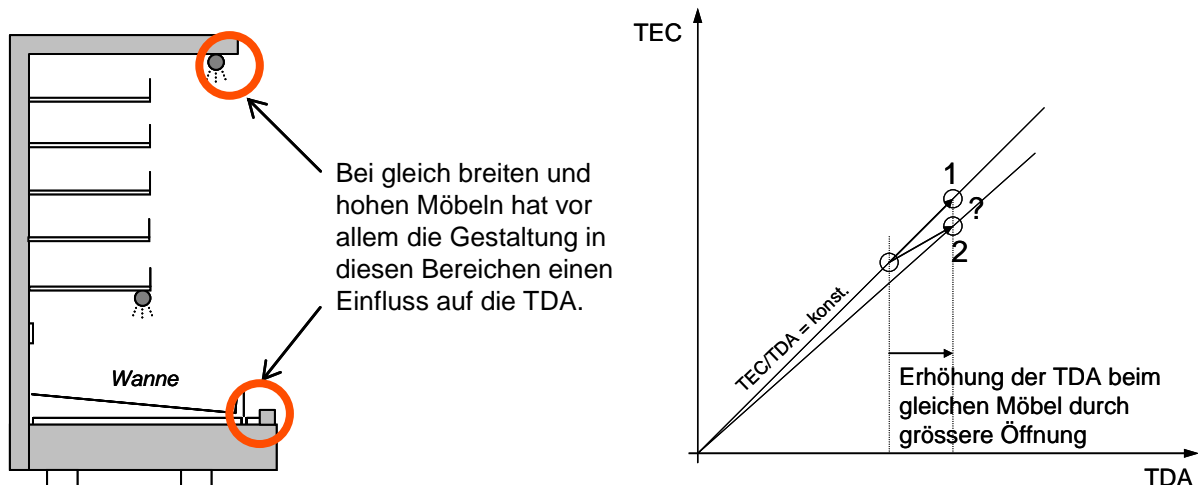 Bei gleich breiten und
hohen Möbeln hat vor
allem die Gestaltung in
diesen Bereichen einen
Einfluss auf die TDA.
Wanne
TEC
1
?
2
TEC/TDA = konst.
Erhöhung der TDA beim
gleichen Möbel durch
grössere Öffnung
TDA